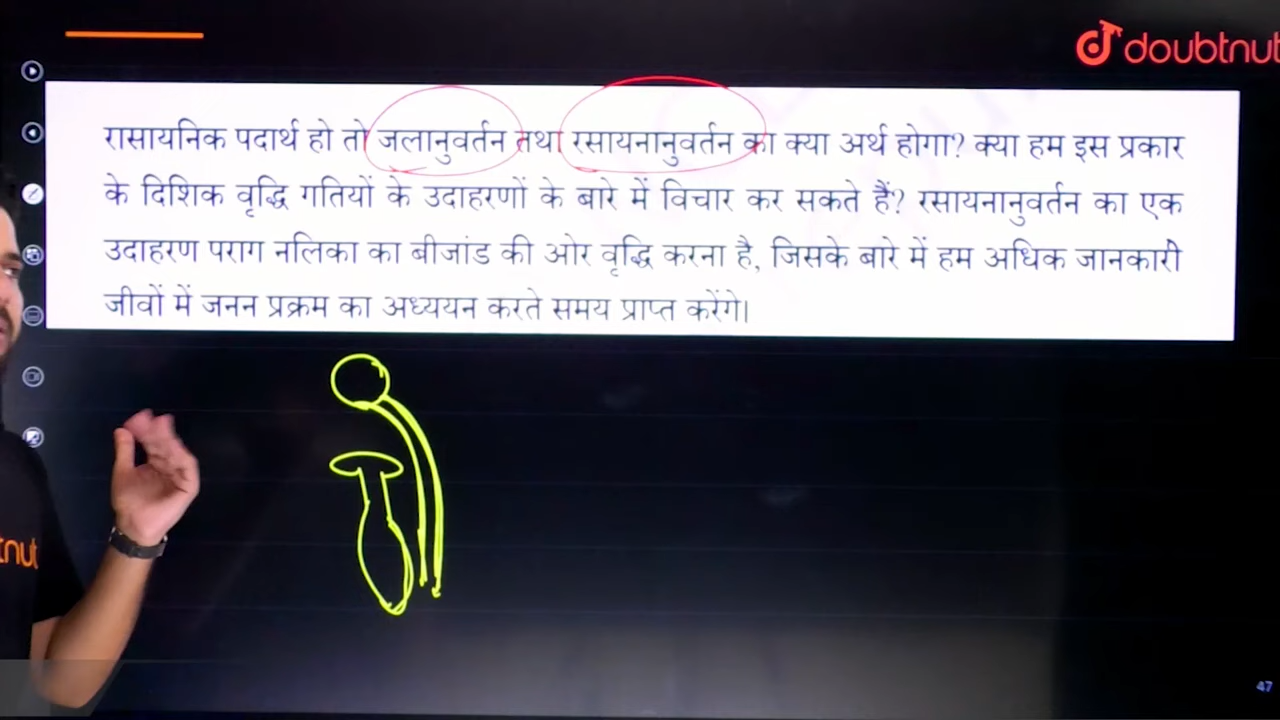 doubtnut
रासायनिक पदार्थ हो तो जलानुवर्तन तथा रसायनानुवर्तन का क्या अर्थ होगा? क्या हम इस प्रकार
के दिशिक वृद्धि गतियों के उदाहरणों के बारे में विचार कर सकते हैं? रसायनानुवर्तन का एक
उदाहरण पराग नलिका का बीजांड की ओर वृद्धि करना है, जिसके बारे में हम अधिक जानकारी
जीवों में जनन प्रक्रम का अध्ययन करते समय प्राप्त करेंगे।
tnut
47